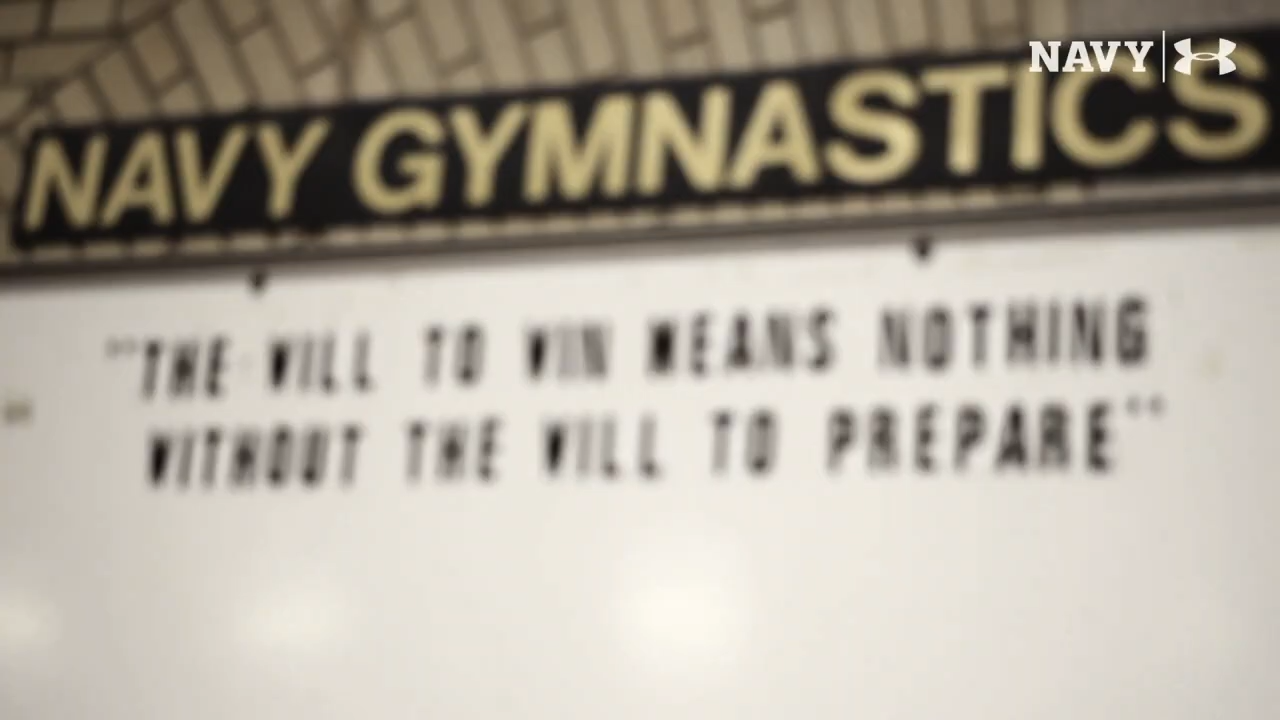 NAVY
NAVY GYMNASTICS
"THE WILL TO WIN MEANS NOTHING
WITHOUT THE WILL TO PREPARE"